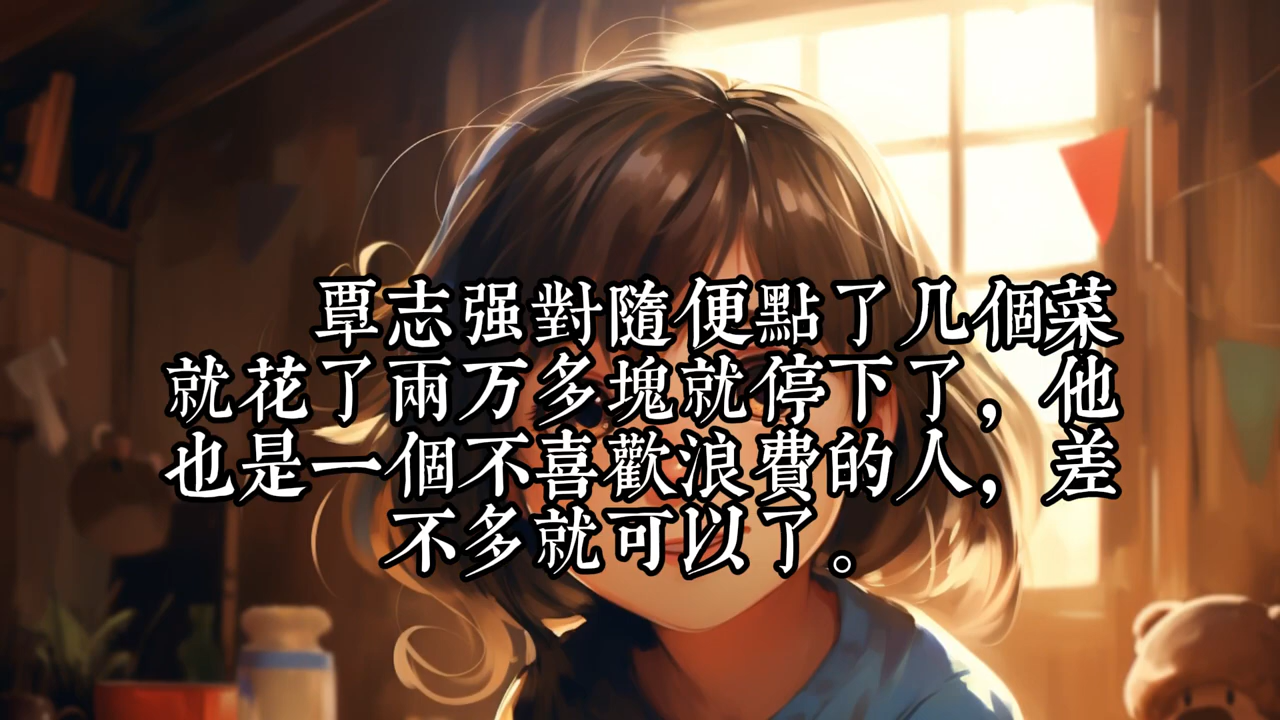 覃志强對隨便點了几個菜
就花了兩万多塊就停下了，他
也是一個不喜歡浪費的人，差
不多就可以了。